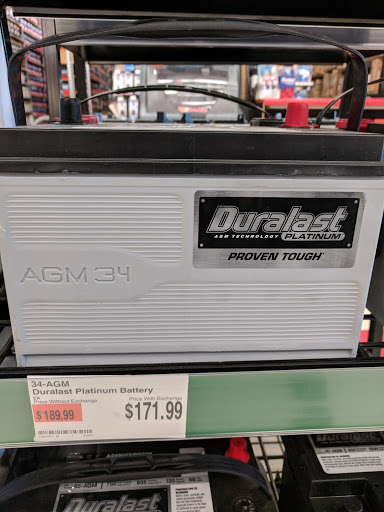 Duralast
AGM TECHNOLOGY PLATINUM
PROVEN TOUGH
AGM 34
34-AGM
Duralast Platinum Battery
EA
Price Without Exchange Price With Exchange
$189.99 $171.99
Duralast